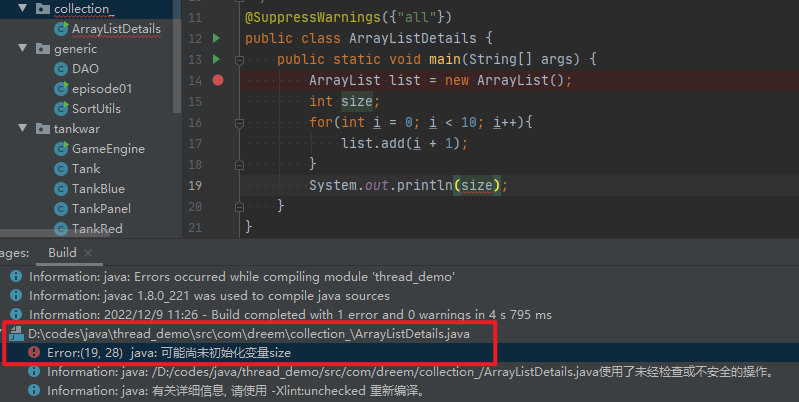 collection_
ArrayListDetails
generic
DAO
episode01
SortUtils
tankwar
GameEngine
Tank
TankBlue
TankPanel
TankRed
11 @SuppressWarnings({"all"})
12 public class ArrayListDetails {
13 public static void main(String[] args) {
14 ArrayList list = new ArrayList();
15 int size;
16 for(int i = 0; i < 10; i++){
17 list.add(i + 1);
18 }
19 System.out.println(size);
20 }
21 }
ages: Build ×
Information: java: Errors occurred while compiling module 'thread_demo'
Information: javac 1.8.0_221 was used to compile java sources
Information: 2022/12/9 11:26 - Build completed with 1 error and 0 warnings in 4 s 795 ms
D:\codes\java\thread_demo\src\com\dreem\collection_\ArrayListDetails.java
Error:(19, 28) java: 可能尚未初始化变量size
Information: java: /D:/codes/java/thread_demo/src/com/dreem/collection_/ArrayListDetails.java使用了未经检查或不安全的操作。
Information: java: 有关详细信息, 请使用 -Xlint:unchecked 重新编译。